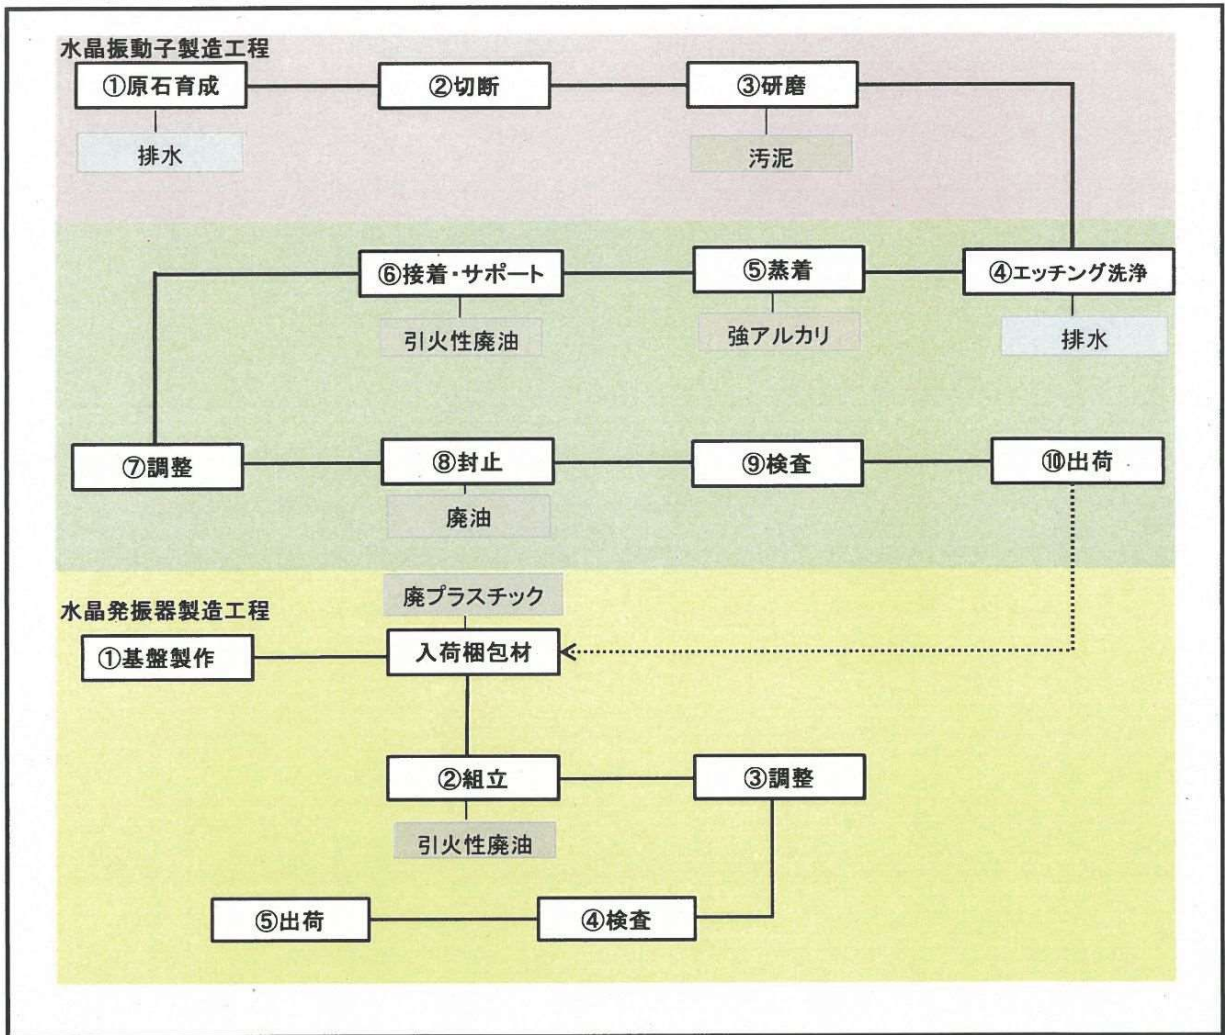 水晶振動子製造工程
①原石育成
②切断
③研磨
排水
汚泥
⑥接着・サポート
⑤蒸着
④エッチング洗浄
引火性廃油
強アルカリ
排水
⑦調整
⑧封止
⑨検査
⑩出荷
廃油
廃プラスチック
水晶発振器製造工程
①基盤製作
入荷梱包材
②組立
③調整
引火性廃油
⑤出荷
④検査